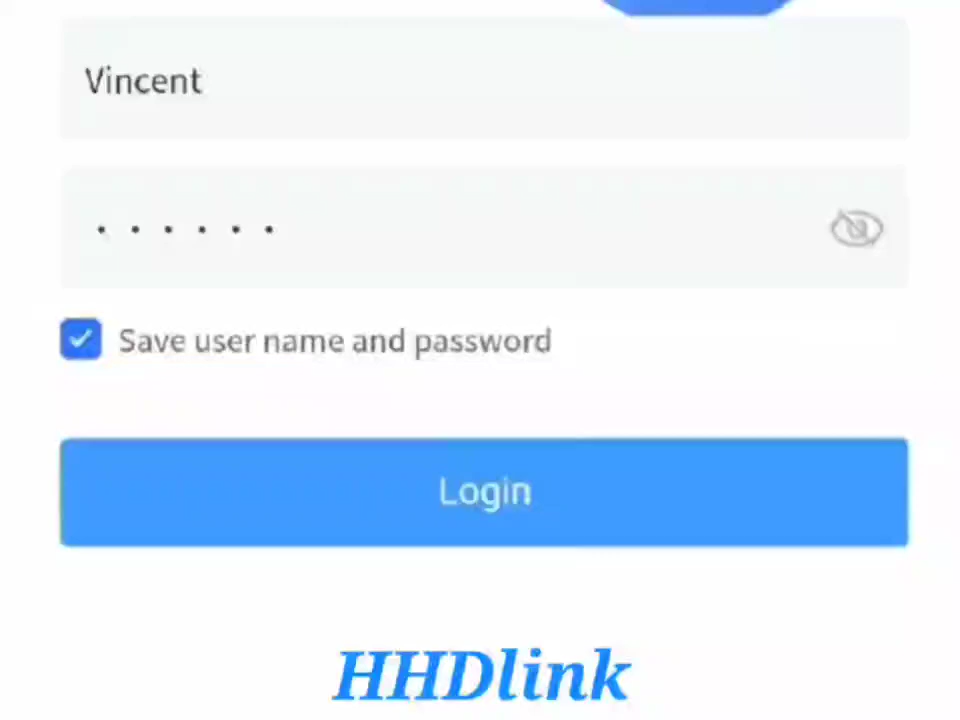 Vincent
••••••
Save user name and password
Login
HHDlink